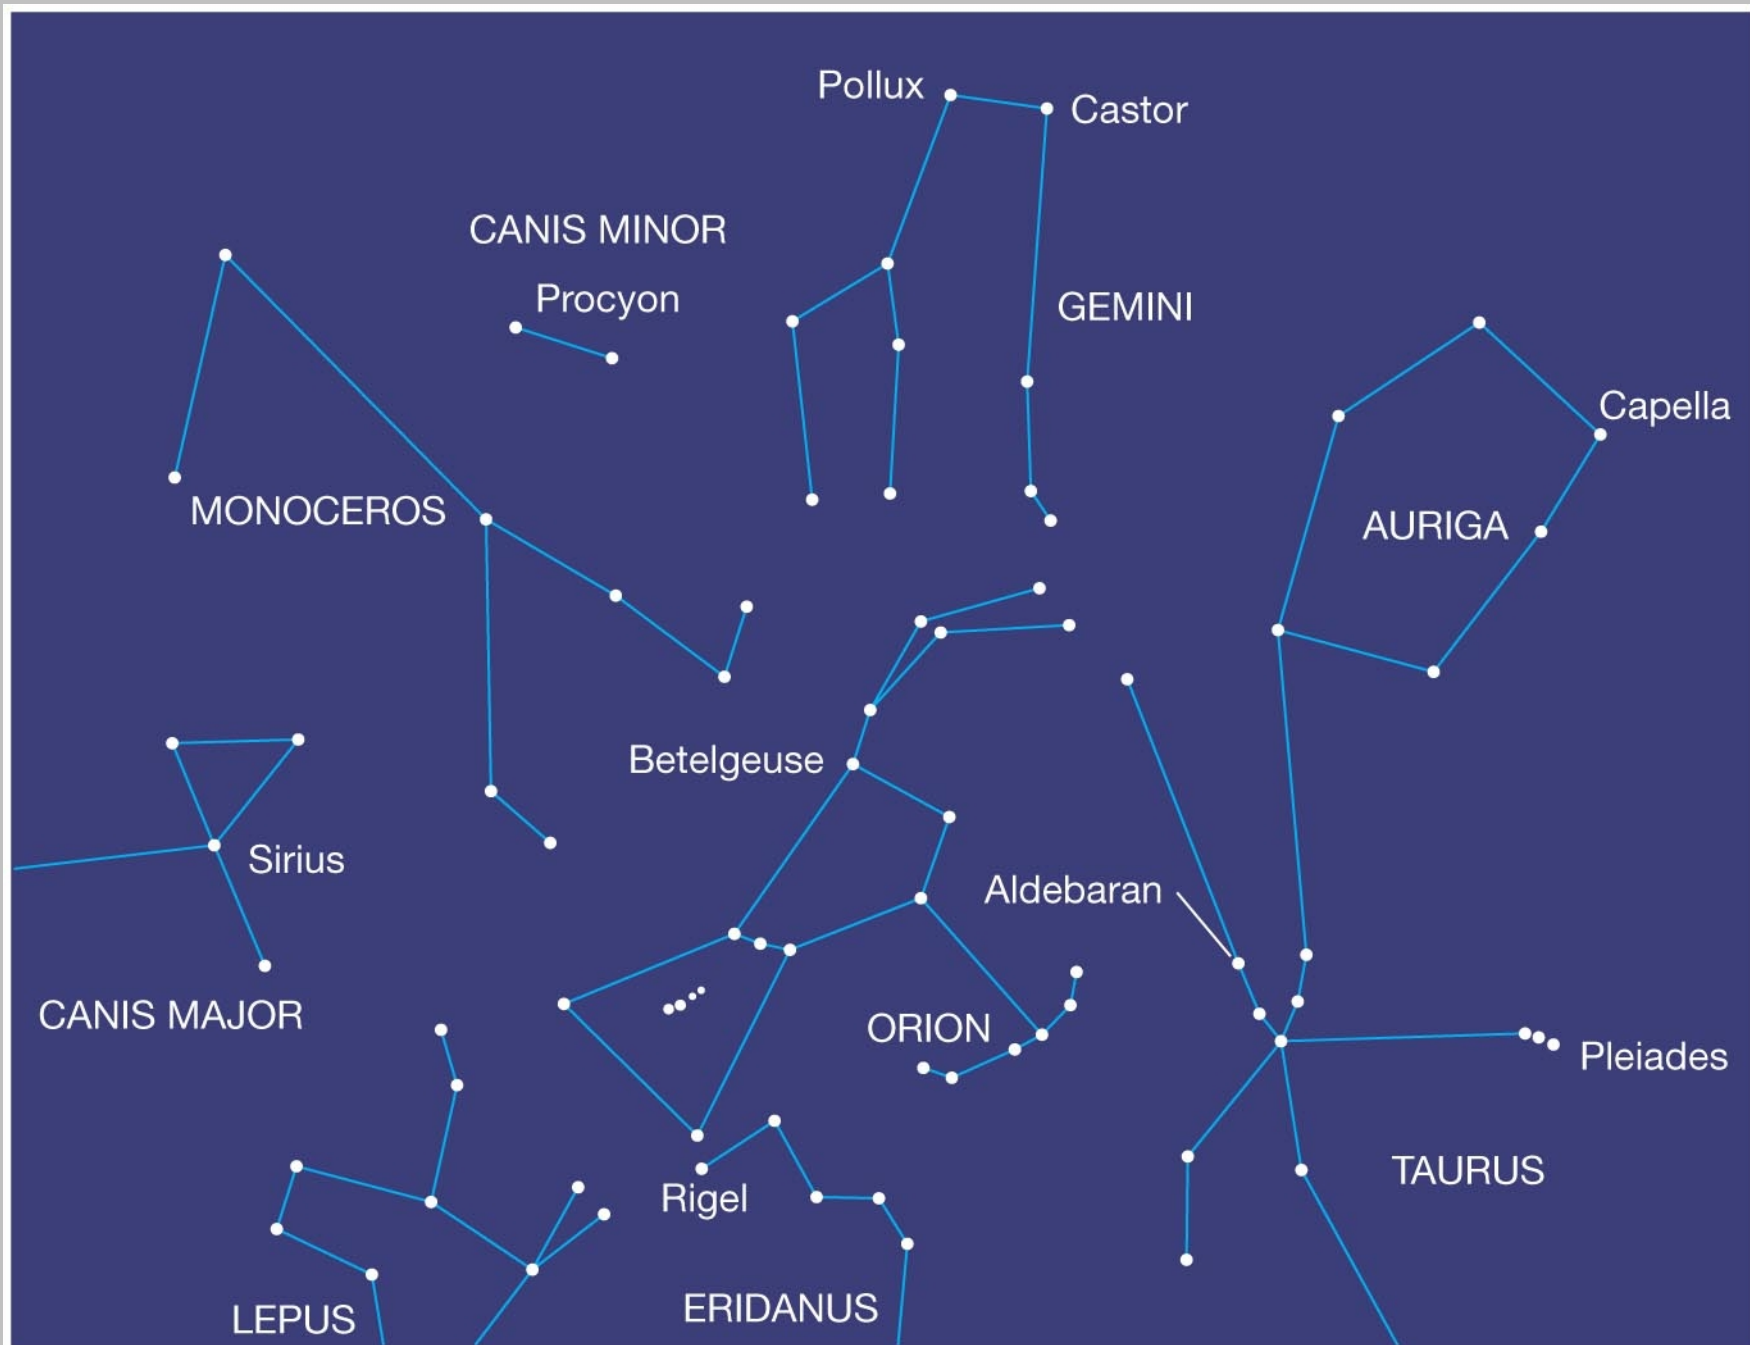 Pollux
Castor
CANIS MINOR
Procyon
GEMINI
Capella
MONOCEROS
AURIGA
Betelgeuse
Sirius
Aldebaran
CANIS MAJOR
ORION
Pleiades
TAURUS
Rigel
LEPUS
ERIDANUS